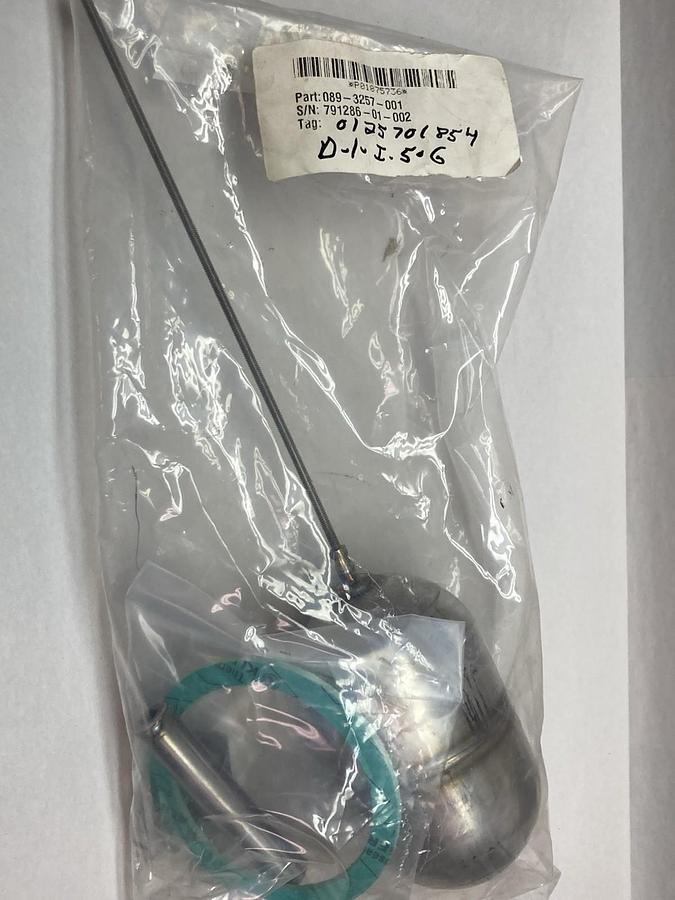 *P01875736*
Part: 089-3257-001
S/N: 791286-01-002
Tag: 0125701854
D.1.I.5.6